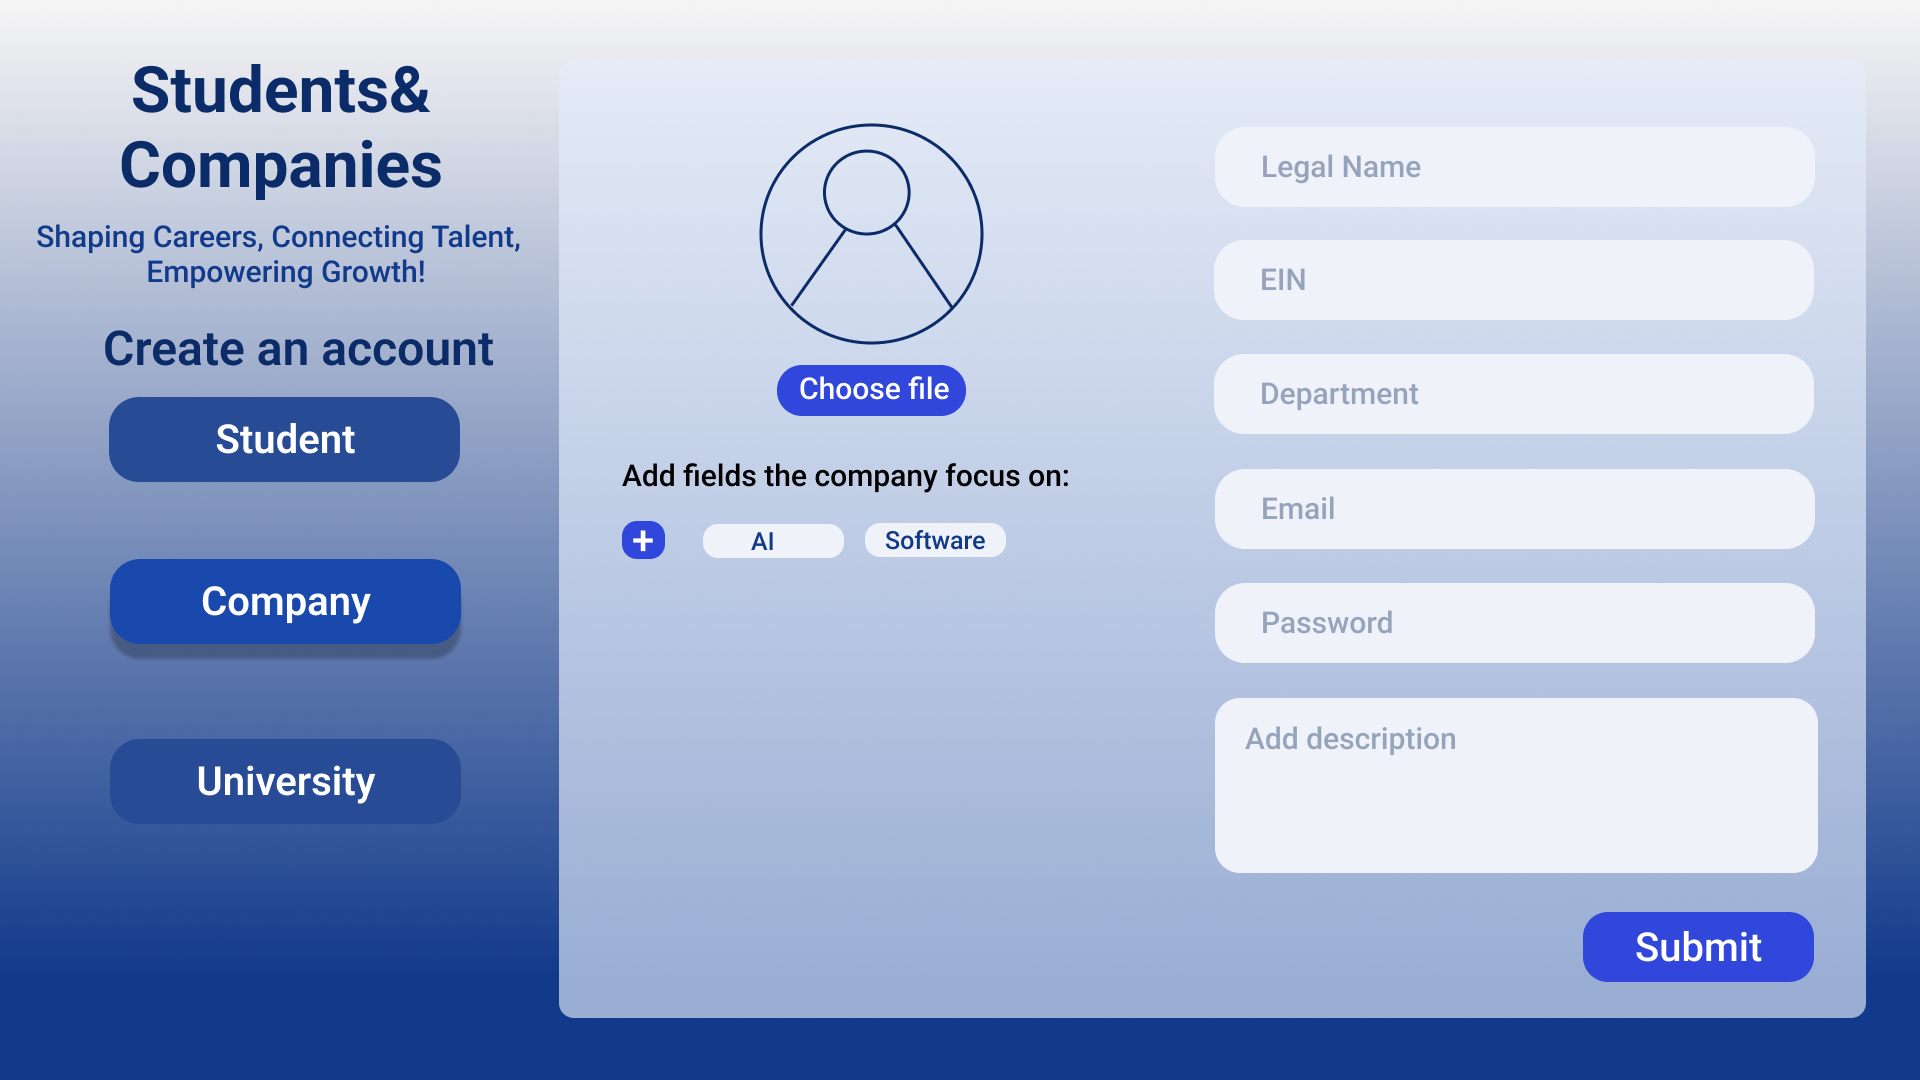 Students&
Companies
Shaping Careers, Connecting Talent,
Empowering Growth!
Create an account
Student
Company
University
Choose file
Add fields the company focus on:
+ AI Software
Legal Name
EIN
Department
Email
Password
Add description
Submit